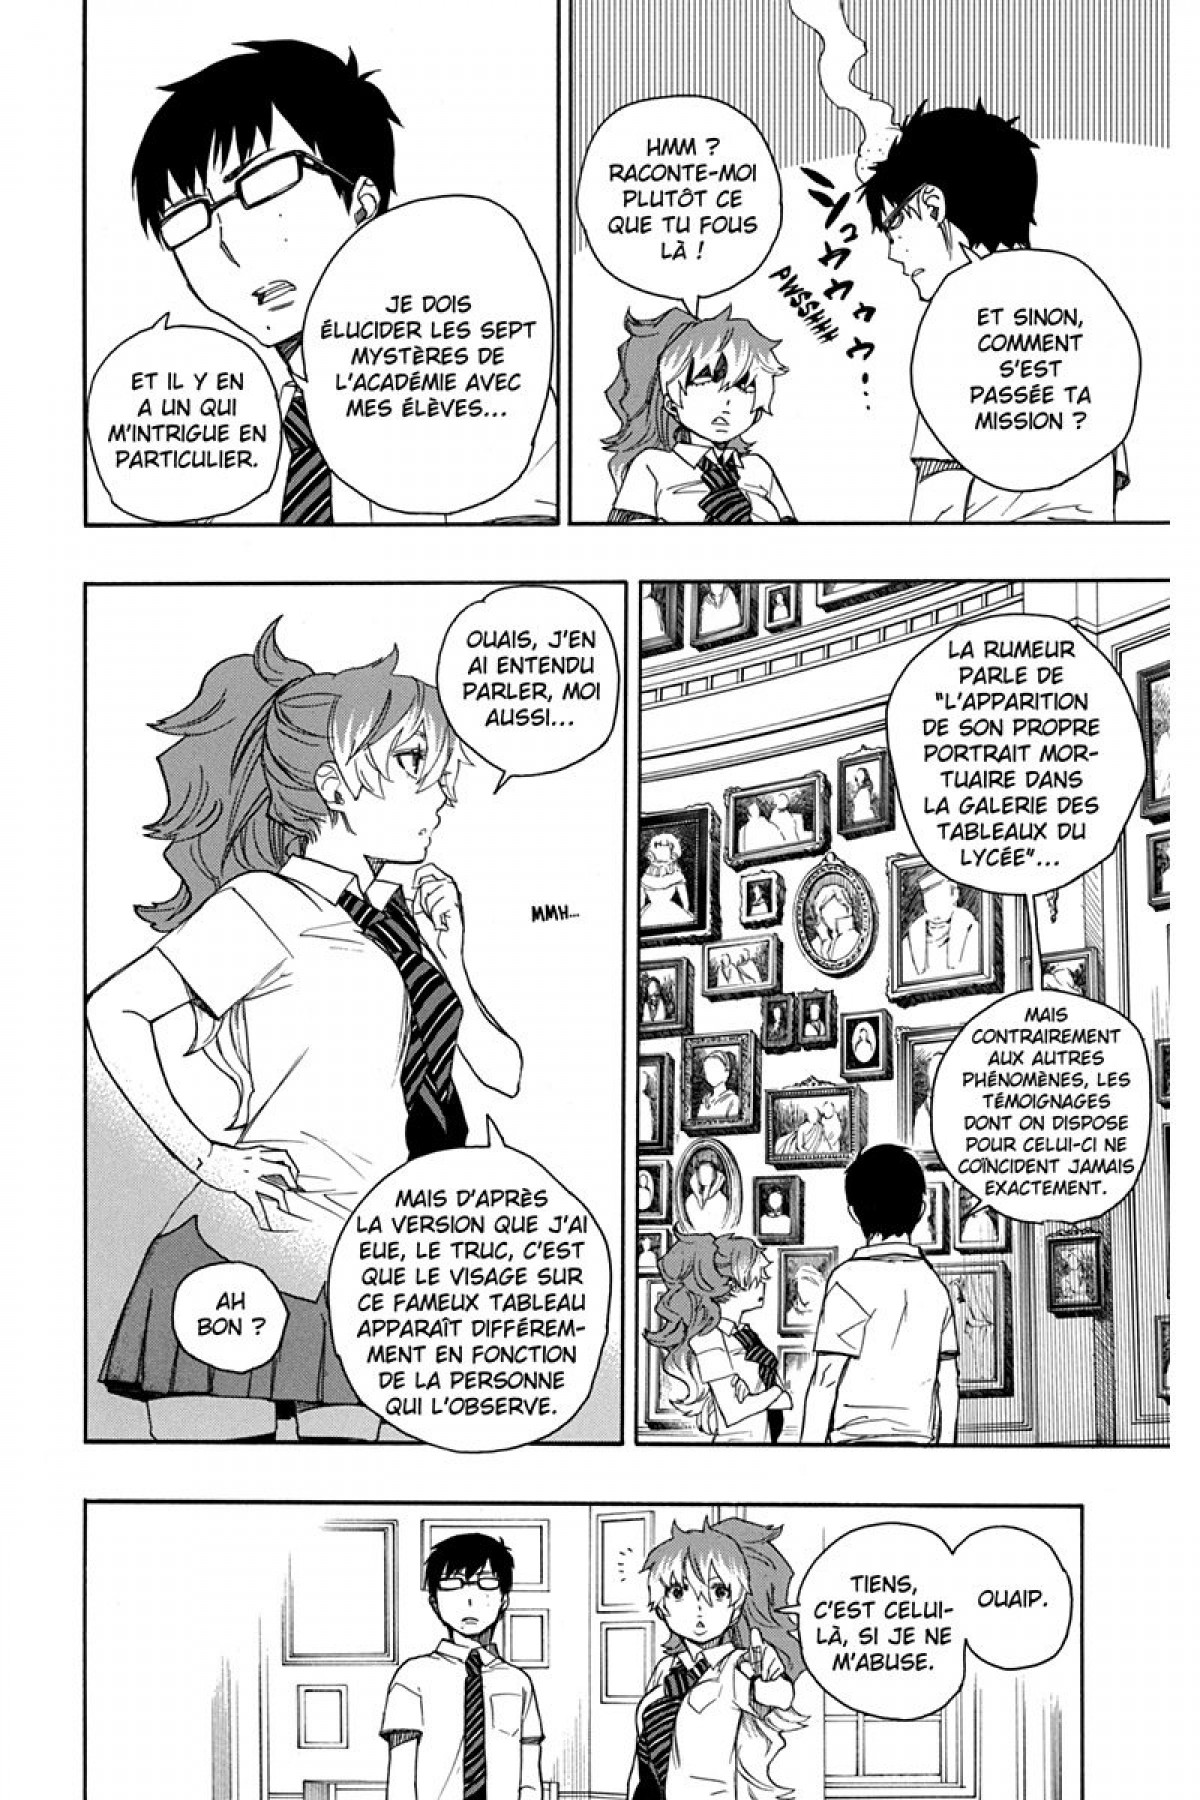 ET SINON,
COMMENT
S'EST
PASSÉE TA
MISSION ?
シュウウゥゥ...
PWSSHHH
HMM ?
RACONTE-MOI
PLUTÔT CE
QUE TU FOUS
LÀ !
JE DOIS
ÉLUCIDER LES SEPT
MYSTÈRES DE
L'ACADÉMIE AVEC
MES ÉLÈVES...
ET IL Y EN
A UN QUI
M'INTRIGUE EN
PARTICULIER.
LA RUMEUR
PARLE DE
"L'APPARITION
DE SON PROPRE
PORTRAIT MOR-
TUAIRE DANS
LA GALERIE DES
TABLEAUX DU
LYCÉE"...
MAIS
CONTRAIREMENT
AUX AUTRES
PHÉNOMÈNES, LES
TÉMOIGNAGES
DONT ON DISPOSE
POUR CELUI-CI NE
COÏNCIDENT JAMAIS
EXACTEMENT.
OUAIS, J'EN
AI ENTENDU
PARLER, MOI
AUSSI...
MMH...
MAIS D'APRÈS
LA VERSION QUE J'AI
EUE, LE TRUC, C'EST
QUE LE VISAGE SUR
CE FAMEUX TABLEAU
APPARAÎT DIFFÉREM-
MENT EN FONCTION
DE LA PERSONNE
QUI L'OBSERVE.
AH
BON ?
OUAIP.
TIENS,
C'EST CELUI-
LÀ, SI JE NE
M'ABUSE.